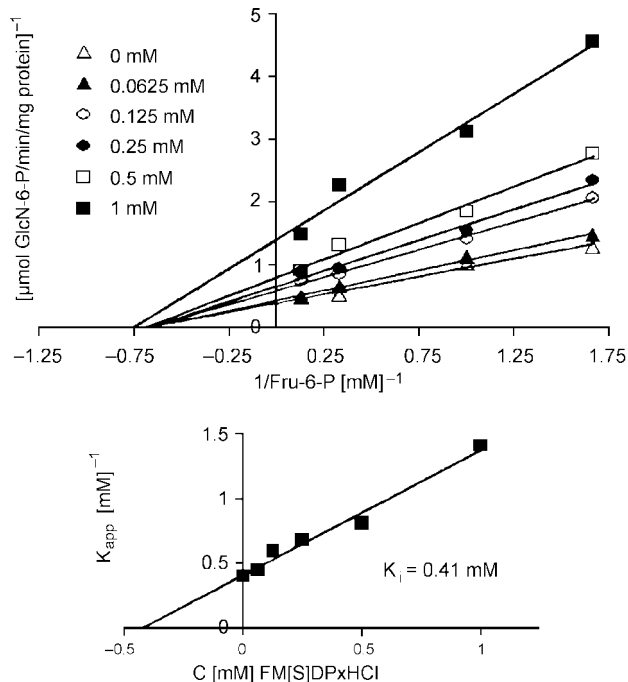 [µmol GlcN-6-P/min/mg protein]⁻¹
5
4
3
2
1
0
0 mM
0.0625 mM
0.125 mM
0.25 mM
0.5 mM
1 mM
–1.25 –0.75 –0.25 0.25 0.75 1.25 1.75
1/Fru-6-P [mM]⁻¹
K_app [mM]⁻¹
1.5
1
0.5
0
K_i = 0.41 mM
–0.5 0 0.5 1
C [mM] FM[S]DPxHCl